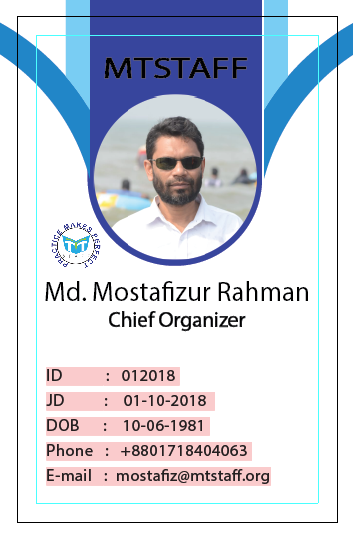 MTSTAFF
PRACTICE MAKES PERFECT
MT
Md. Mostafizur Rahman
Chief Organizer
ID : 012018
JD : 01-10-2018
DOB : 10-06-1981
Phone : +8801718404063
E-mail : mostafiz@mtstaff.org